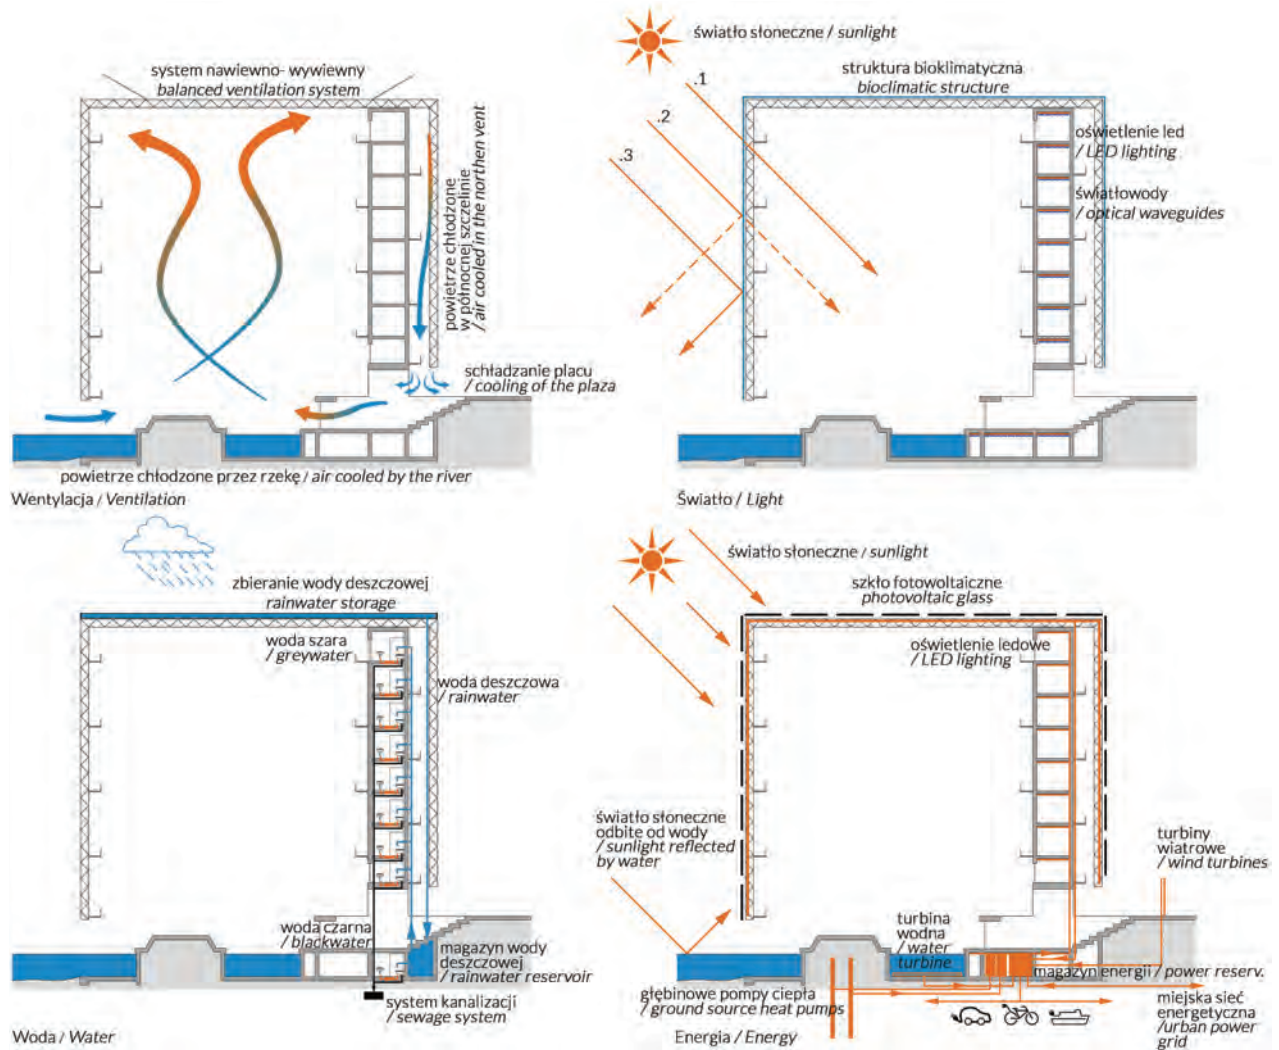 system nawiewno- wywiewny
balanced ventilation system
powietrze chłodzone
w północnej szczelinie
/ air cooled in the northen vent
schładzanie placu
/ cooling of the plaza
powietrze chłodzone przez rzekę / air cooled by the river
Wentylacja / Ventilation
światło słoneczne / sunlight
.1
.2
.3
struktura bioklimatyczna
bioclimatic structure
oświetlenie led
/ LED lighting
światłowody
/ optical waveguides
Światło / Light
zbieranie wody deszczowej
rainwater storage
woda szara
/ greywater
woda deszczowa
/ rainwater
woda czarna
/ blackwater
magazyn wody
deszczowej
/ rainwater reservoir
system kanalizacji
/ sewage system
Woda / Water
światło słoneczne / sunlight
szkło fotowoltaiczne
photovoltaic glass
oświetlenie ledowe
/ LED lighting
światło słoneczne
odbite od wody
/ sunlight reflected
by water
turbiny
wiatrowe
/ wind turbines
turbina
wodna / water
turbine
magazyn energii / power reserv.
głębinowe pompy ciepła
/ ground source heat pumps
miejska sieć
energetyczna
/urban power
grid
Energia / Energy